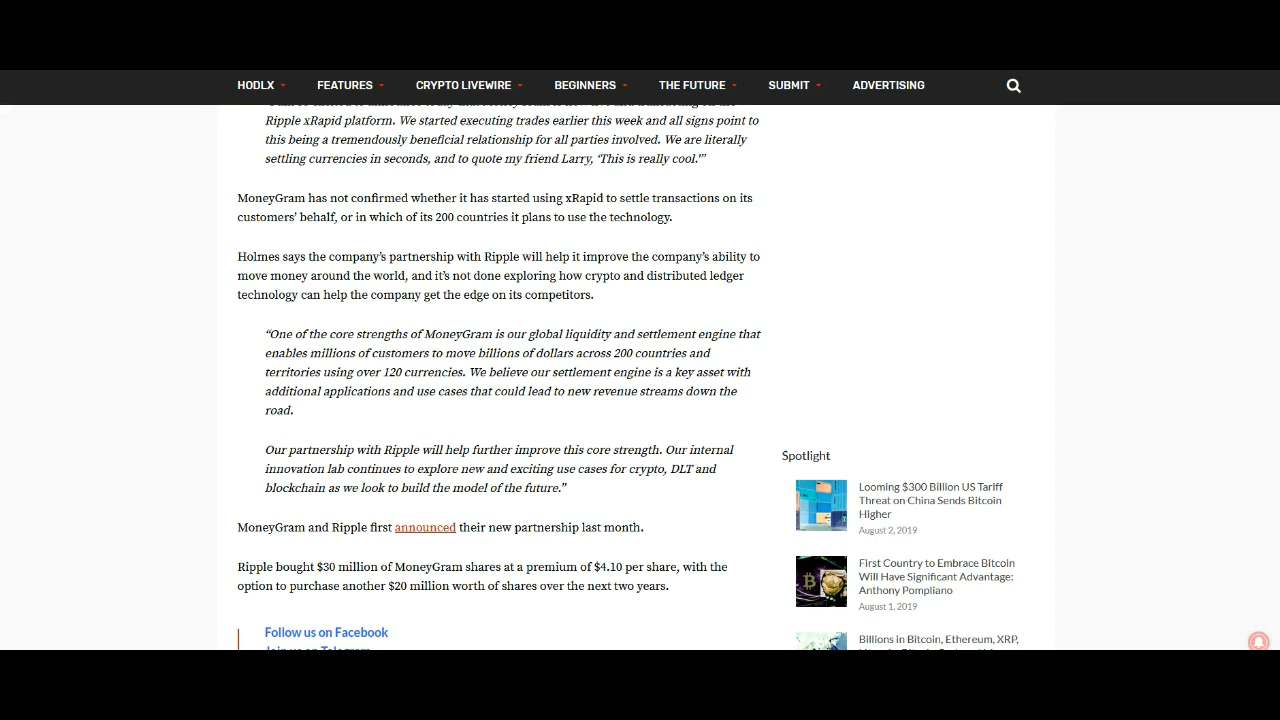 HODLX FEATURES CRYPTO LIVEWIRE BEGINNERS THE FUTURE SUBMIT ADVERTISING
Ripple xRapid platform. We started executing trades earlier this week and all signs point to
this being a tremendously beneficial relationship for all parties involved. We are literally
settling currencies in seconds, and to quote my friend Larry, ‘This is really cool.’”
MoneyGram has not confirmed whether it has started using xRapid to settle transactions on its
customers’ behalf, or in which of its 200 countries it plans to use the technology.
Holmes says the company’s partnership with Ripple will help it improve the company’s ability to
move money around the world, and it’s not done exploring how crypto and distributed ledger
technology can help the company get the edge on its competitors.
“One of the core strengths of MoneyGram is our global liquidity and settlement engine that
enables millions of customers to move billions of dollars across 200 countries and
territories using over 120 currencies. We believe our settlement engine is a key asset with
additional applications and use cases that could lead to new revenue streams down the
road.
Our partnership with Ripple will help further improve this core strength. Our internal
innovation lab continues to explore new and exciting use cases for crypto, DLT and
blockchain as we look to build the model of the future.”
MoneyGram and Ripple first announced their new partnership last month.
Ripple bought $30 million of MoneyGram shares at a premium of $4.10 per share, with the
option to purchase another $20 million worth of shares over the next two years.
Follow us on Facebook
Join us on Telegram
Spotlight
Looming $300 Billion US Tariff
Threat on China Sends Bitcoin
Higher
August 2, 2019
First Country to Embrace Bitcoin
Will Have Significant Advantage:
Anthony Pompliano
August 1, 2019
Billions in Bitcoin, Ethereum, XRP,